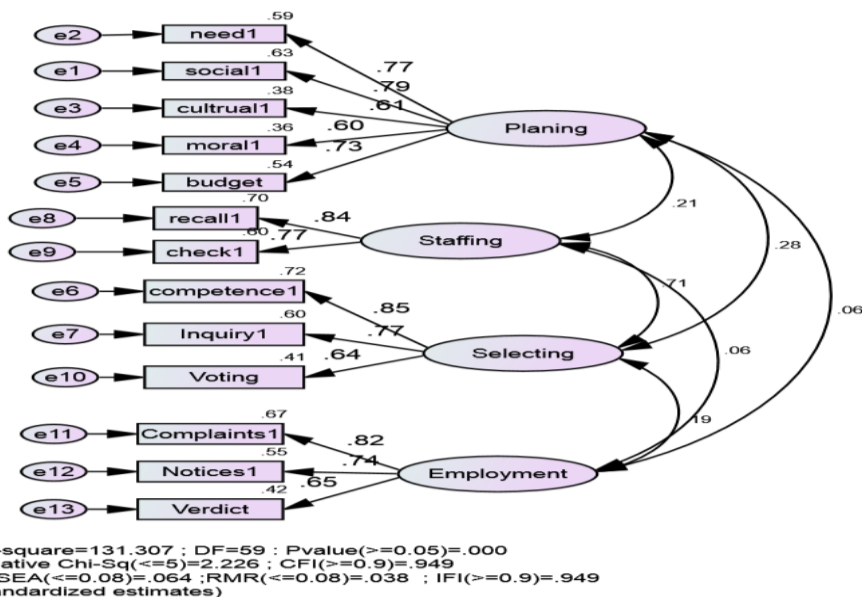 .59
e2 need1
.63
e1 social1
.77
.79
.38
e3 cultrual1
.61
Planing
.36
e4 moral1
.60
.73
.54
e5 budget
.70
e8 recall1
.84
.21
.60
.77
Staffing
e9 check1
.28
.72
e6 competence1
.71
.85
.06
.60
e7 Inquiry1
.77
.64
Selecting
.06
.41
e10 Voting
.67
e11 Complaints1
.82
19
.55
e12 Notices1
.74
Employment
.42
.65
e13 Verdict
-square=131.307 ; DF=59 : Pvalue(>=0.05)=.000
ative Chi-Sq(<=5)=2.226 ; CFI(>=0.9)=.949
SEA(<=0.08)=.064 ;RMR(<=0.08)=.038 ; IFI(>=0.9)=.949
ndardized estimates)